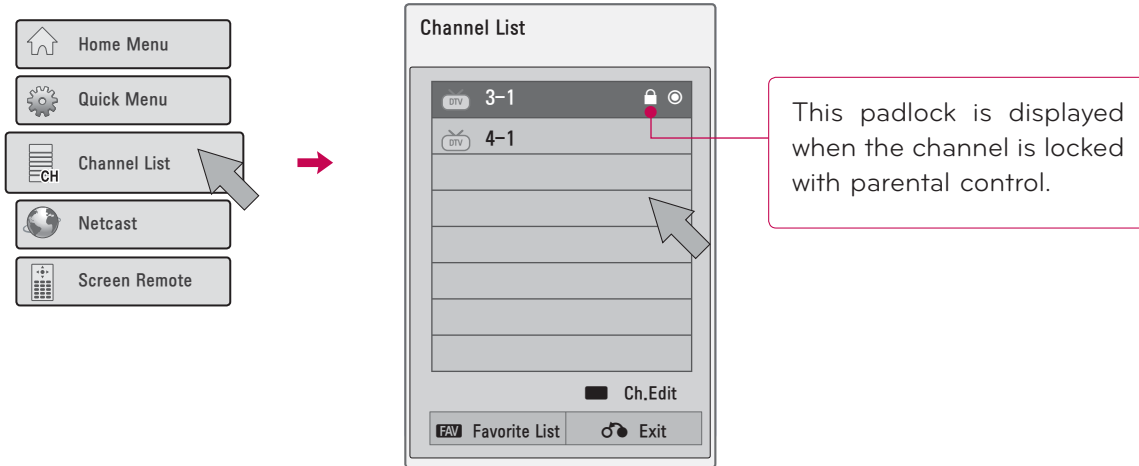 Home Menu
Quick Menu
CH
Channel List
Netcast
Screen Remote
Channel List
DTV 3-1
DTV 4-1
Ch.Edit
FAV Favorite List
Exit
This padlock is displayed
when the channel is locked
with parental control.